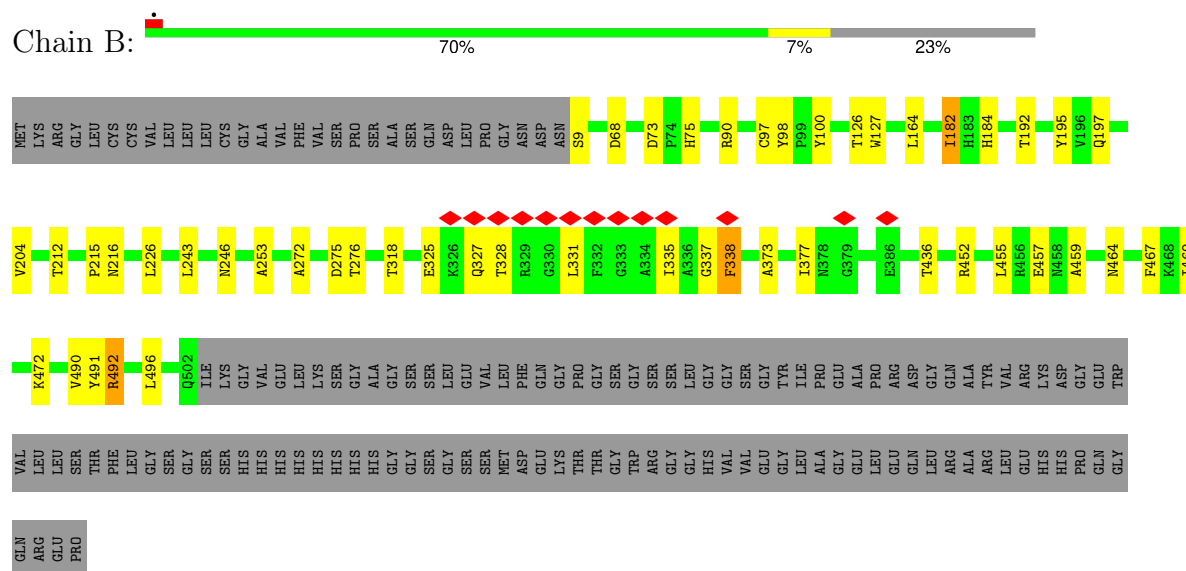 Chain B:
70% 7% 23%
MET LYS ARG GLY LEU CYS CYS VAL LEU LEU LEU CYS GLY ALA VAL PHE VAL SER PRO SER ALA SER GLN ASP LEU PRO GLY ASN ASP ASN S9 D68 D73 P74 H75 R90 C97 Y98 P99 Y100 T126 W127 L164 I182 H183 H184 T192 Y195 V196 Q197
V204 T212 P215 N216 L226 L243 N246 A253 A272 D275 T276 T318 E325 K326 Q327 T328 R329 G330 L331 F332 G333 A334 I335 A336 G337 F338 A373 I377 N378 G379 E386 T436 R452 L455 R456 E457 N458 A459 N464 F467 K468
K472 V490 Y491 R492 L496 Q502 ILE LYS GLY VAL GLU LEU LYS SER GLY ALA GLY SER SER LEU GLU VAL LEU PHE GLN GLY PRO GLY SER GLY SER SER LEU GLY GLY SER GLY TYR ILE PRO GLU ALA PRO ARG ASP GLY GLN ALA TYR VAL ARG LYS ASP GLY GLU TRP
VAL LEU LEU SER THR PHE LEU GLY SER GLY SER SER HIS HIS HIS HIS HIS HIS HIS HIS GLY GLY SER GLY SER SER MET ASP GLU LYS THR THR GLY TRP ARG GLY GLY HIS VAL VAL GLU GLY LEU ALA GLY GLU LEU GLU GLN LEU ARG ALA ARG LEU GLU HIS HIS PRO GLN GLY
GLN ARG GLU PRO